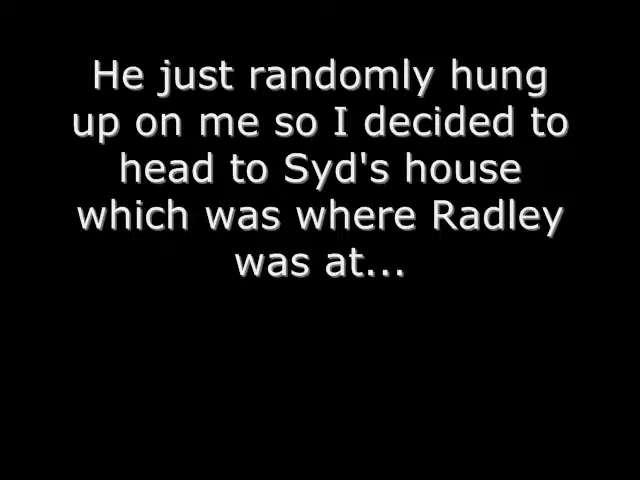 He just randomly hung
up on me so I decided to
head to Syd's house
which was where Radley
was at...